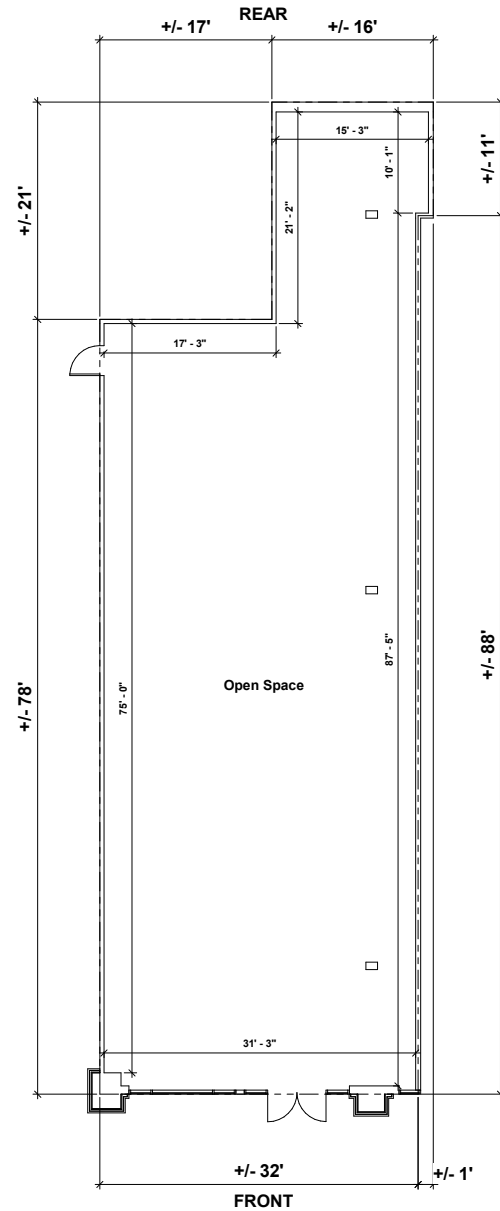 REAR
+/- 17'
+/- 16'
15' - 3"
10' - 1"
+/- 11'
+/- 21'
21' - 2"
17' - 3"
Open Space
75' - 0"
87' - 5"
+/- 78'
+/- 88'
31' - 3"
+/- 32'
+/- 1'
FRONT